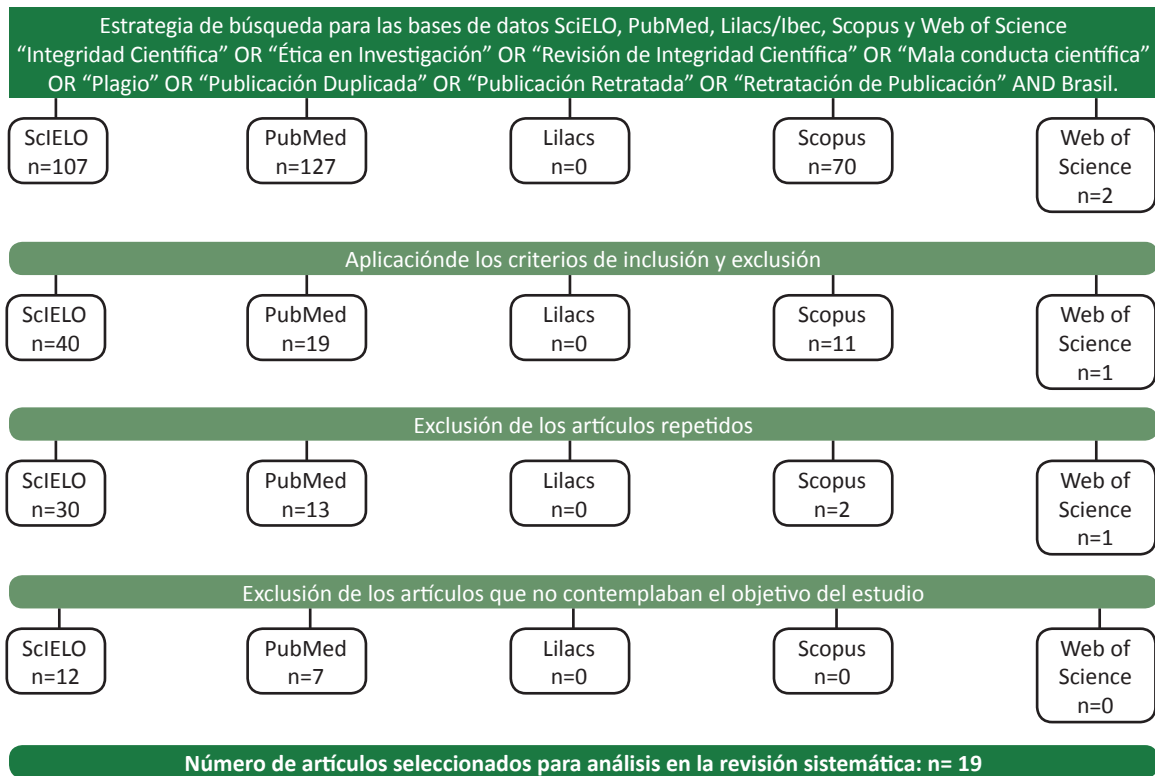 Estrategia de búsqueda para las bases de datos SciELO, PubMed, Lilacs/Ibec, Scopus y Web of Science
“Integridad Científica” OR “Ética en Investigación” OR “Revisión de Integridad Científica” OR “Mala conducta científica”
OR “Plagio” OR “Publicación Duplicada” OR “Publicación Retratada” OR “Retratación de Publicación” AND Brasil.
ScIELO
n=107
PubMed
n=127
Lilacs
n=0
Scopus
n=70
Web of
Science
n=2
Aplicaciónde los criterios de inclusión y exclusión
ScIELO
n=40
PubMed
n=19
Lilacs
n=0
Scopus
n=11
Web of
Science
n=1
Exclusión de los artículos repetidos
ScIELO
n=30
PubMed
n=13
Lilacs
n=0
Scopus
n=2
Web of
Science
n=1
Exclusión de los artículos que no contemplaban el objetivo del estudio
ScIELO
n=12
PubMed
n=7
Lilacs
n=0
Scopus
n=0
Web of
Science
n=0
Número de artículos seleccionados para análisis en la revisión sistemática: n= 19